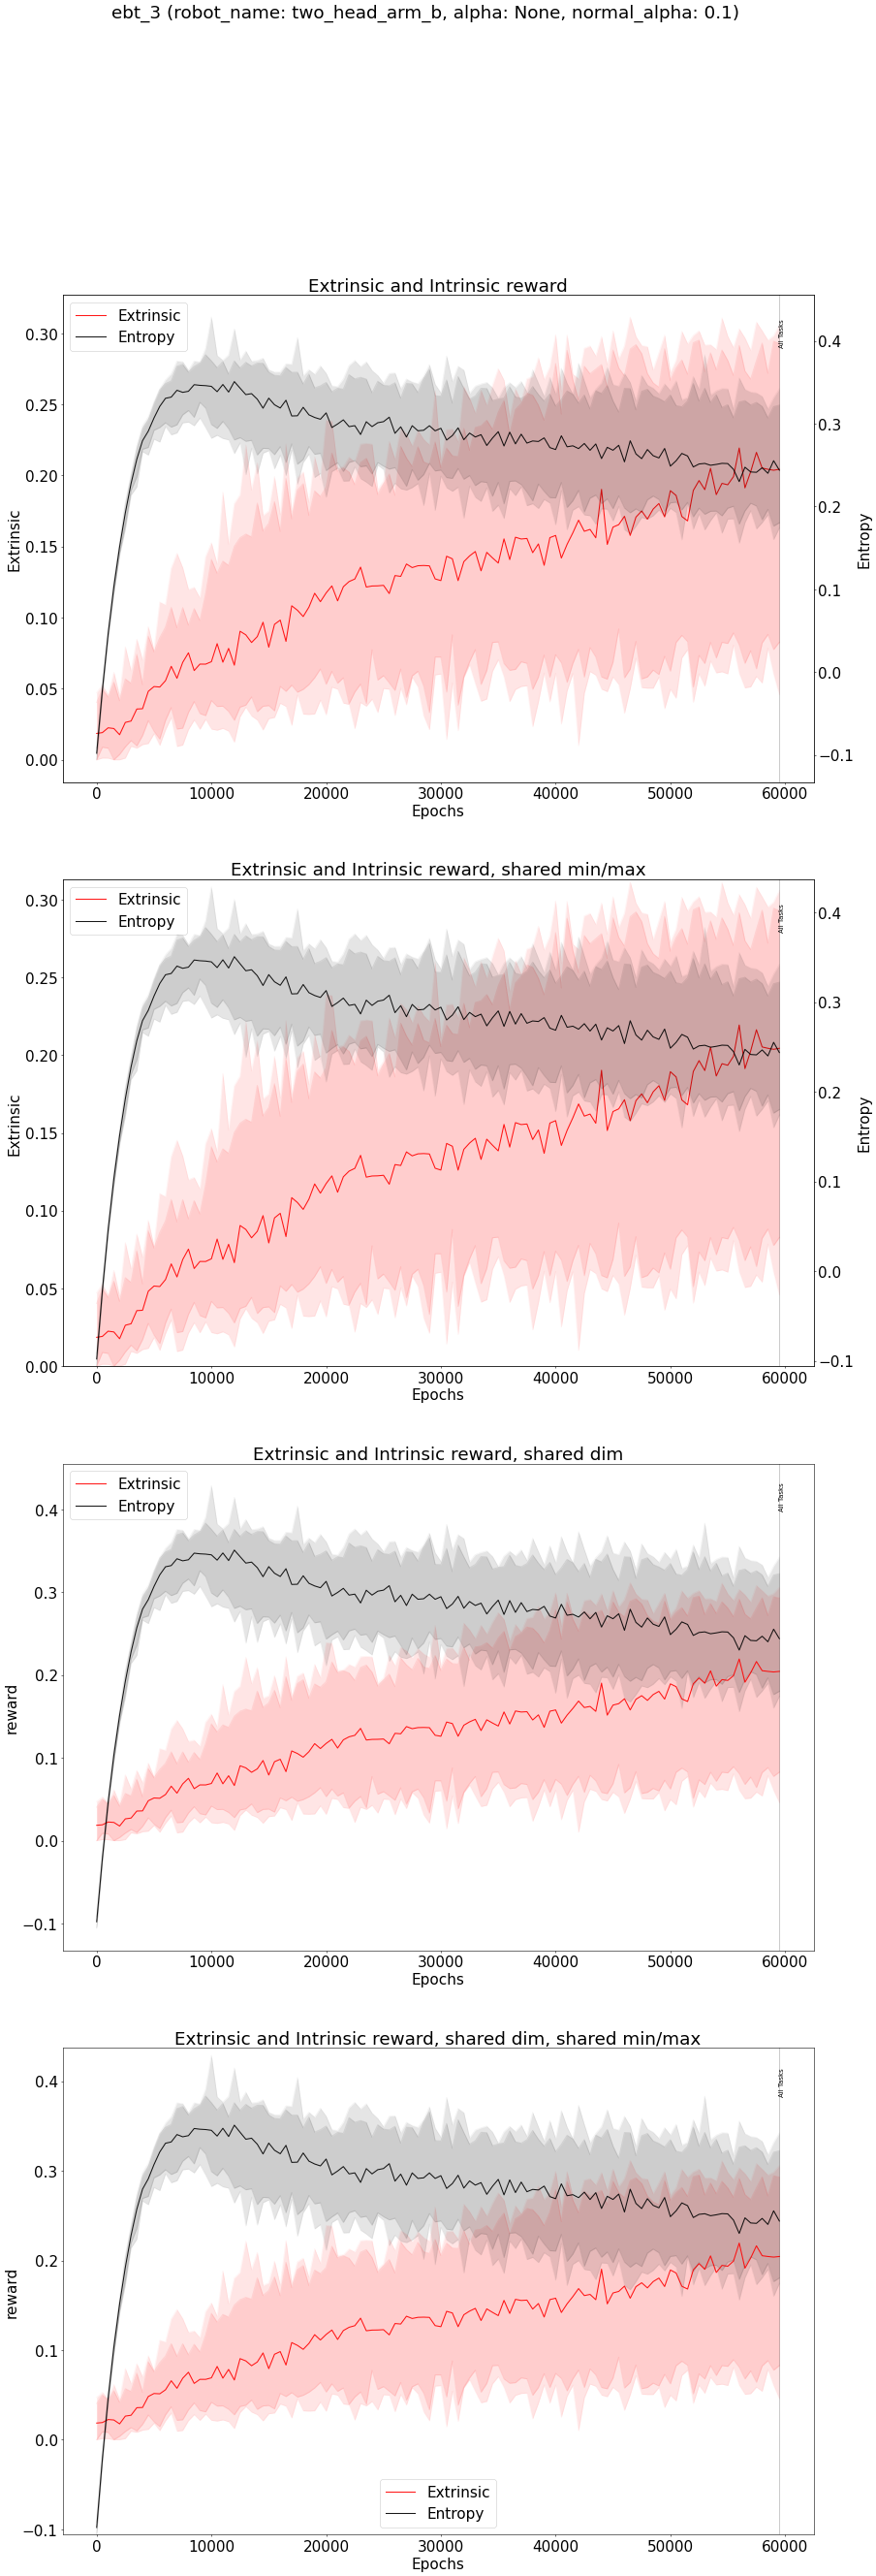 ebt_3 (robot_name: two_head_arm_b, alpha: None, normal_alpha: 0.1)
Extrinsic and Intrinsic reward
Extrinsic
Entropy
All Tasks
0.30
0.25
0.20
0.15
0.10
0.05
0.00
Extrinsic
0.4
0.3
0.2
0.1
0.0
−0.1
Entropy
0 10000 20000 30000 40000 50000 60000
Epochs
Extrinsic and Intrinsic reward, shared min/max
Extrinsic
Entropy
All Tasks
0.30
0.25
0.20
0.15
0.10
0.05
0.00
Extrinsic
0.4
0.3
0.2
0.1
0.0
−0.1
Entropy
0 10000 20000 30000 40000 50000 60000
Epochs
Extrinsic and Intrinsic reward, shared dim
Extrinsic
Entropy
All Tasks
0.4
0.3
0.2
0.1
0.0
−0.1
reward
0 10000 20000 30000 40000 50000 60000
Epochs
Extrinsic and Intrinsic reward, shared dim, shared min/max
All Tasks
0.4
0.3
0.2
0.1
0.0
−0.1
reward
Extrinsic
Entropy
0 10000 20000 30000 40000 50000 60000
Epochs